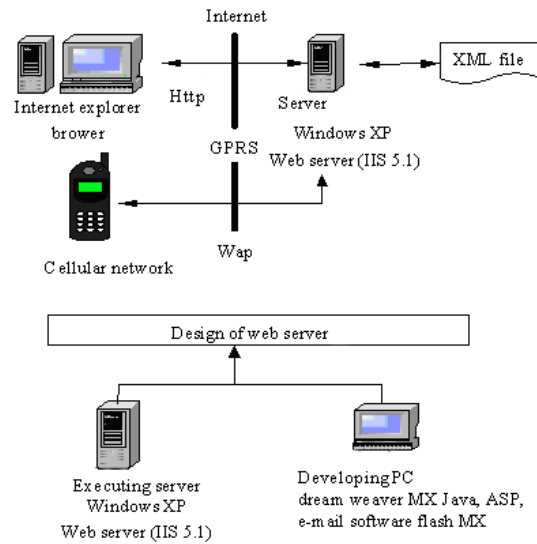 Internet
Http
Server
XML file
Internet explorer
brower
Windows XP
Web server (IIS 5.1)
GPRS
Wap
Cellular network
Design of web server
Executing server
Windows XP
Web server (IIS 5.1)
Developing PC
dream weaver MX Java, ASP,
e-mail software flash MX